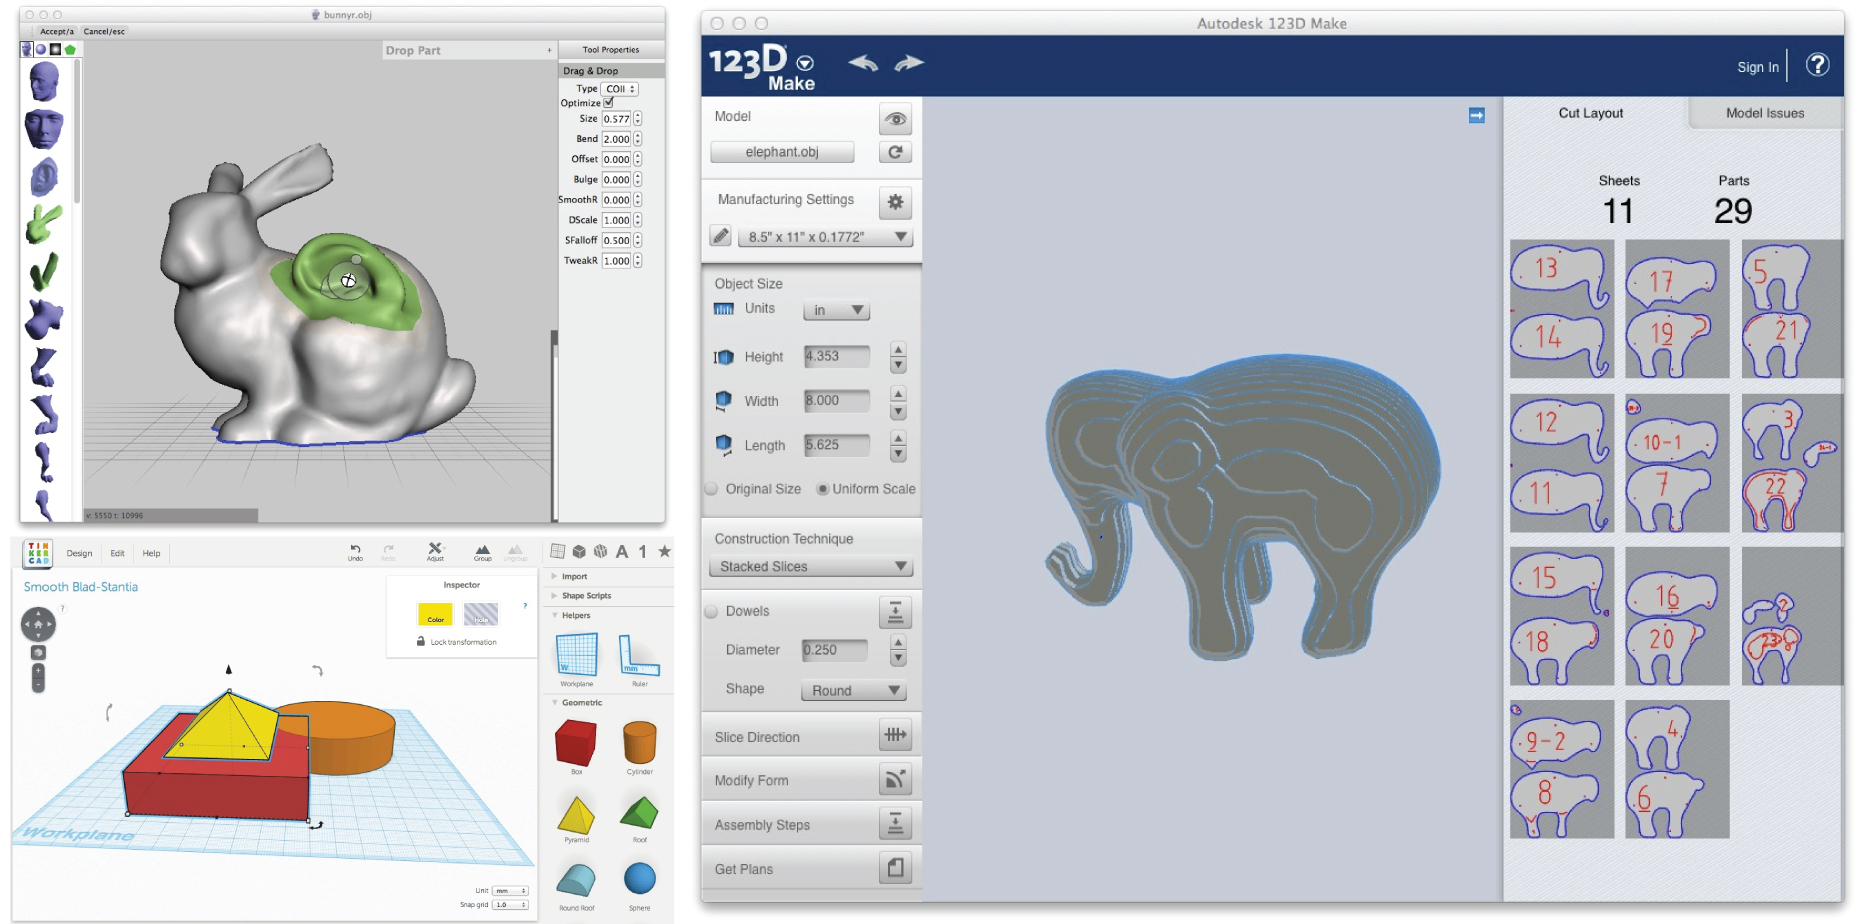 bunnyr.obj
Accept/a Cancel/esc
Drop Part +
Tool Properties
Drag & Drop
Type COII
Optimize
Size 0.577
Bend 2.000
Offset 0.000
Bulge 0.000
SmoothR 0.000
DScale 1.000
SFalloff 0.500
TweakR 1.000
v: 5550 t: 10996
TIN
KER
CAD
Design Edit Help
Undo Redo Adjust Group Ungroup
A 1
Smooth Blad-Stantia
?
Inspector
Color Hole ?
Lock transformation
Workplane
Unit mm
Snap grid 1.0
Import
Shape Scripts
Helpers
W mm
Workplane Ruler
Geometric
Box Cylinder
Pyramid Roof
Round Roof Sphere
Autodesk 123D Make
123D
Make
Sign In ?
Model
elephant.obj
Manufacturing Settings
8.5" x 11" x 0.1772"
Object Size
Units in
Height 4.353
Width 8.000
Length 5.625
Original Size Uniform Scale
Construction Technique
Stacked Slices
Dowels
Diameter 0.250
Shape Round
Slice Direction
Modify Form
Assembly Steps
Get Plans
Cut Layout Model Issues
Sheets Parts
11 29
13 17 5
14 19 21
12 10-1 3
11 7 22
15 16 2
18 20 23
9-2 4
8 6